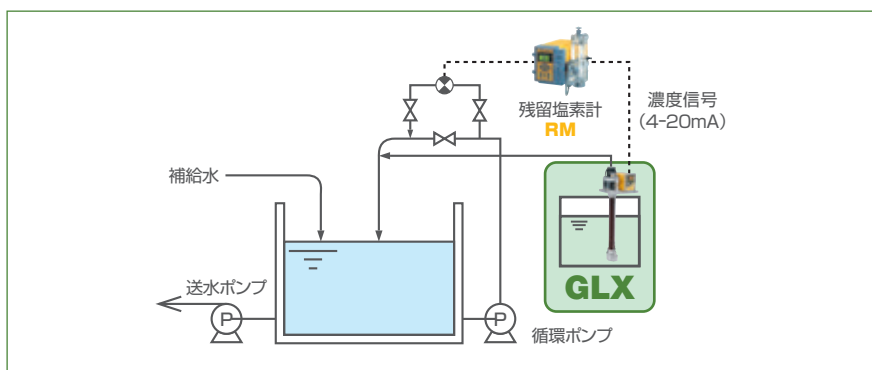 残留塩素計
RM
濃度信号
(4-20mA)
補給水
GLX
送水ポンプ
P
P
循環ポンプ